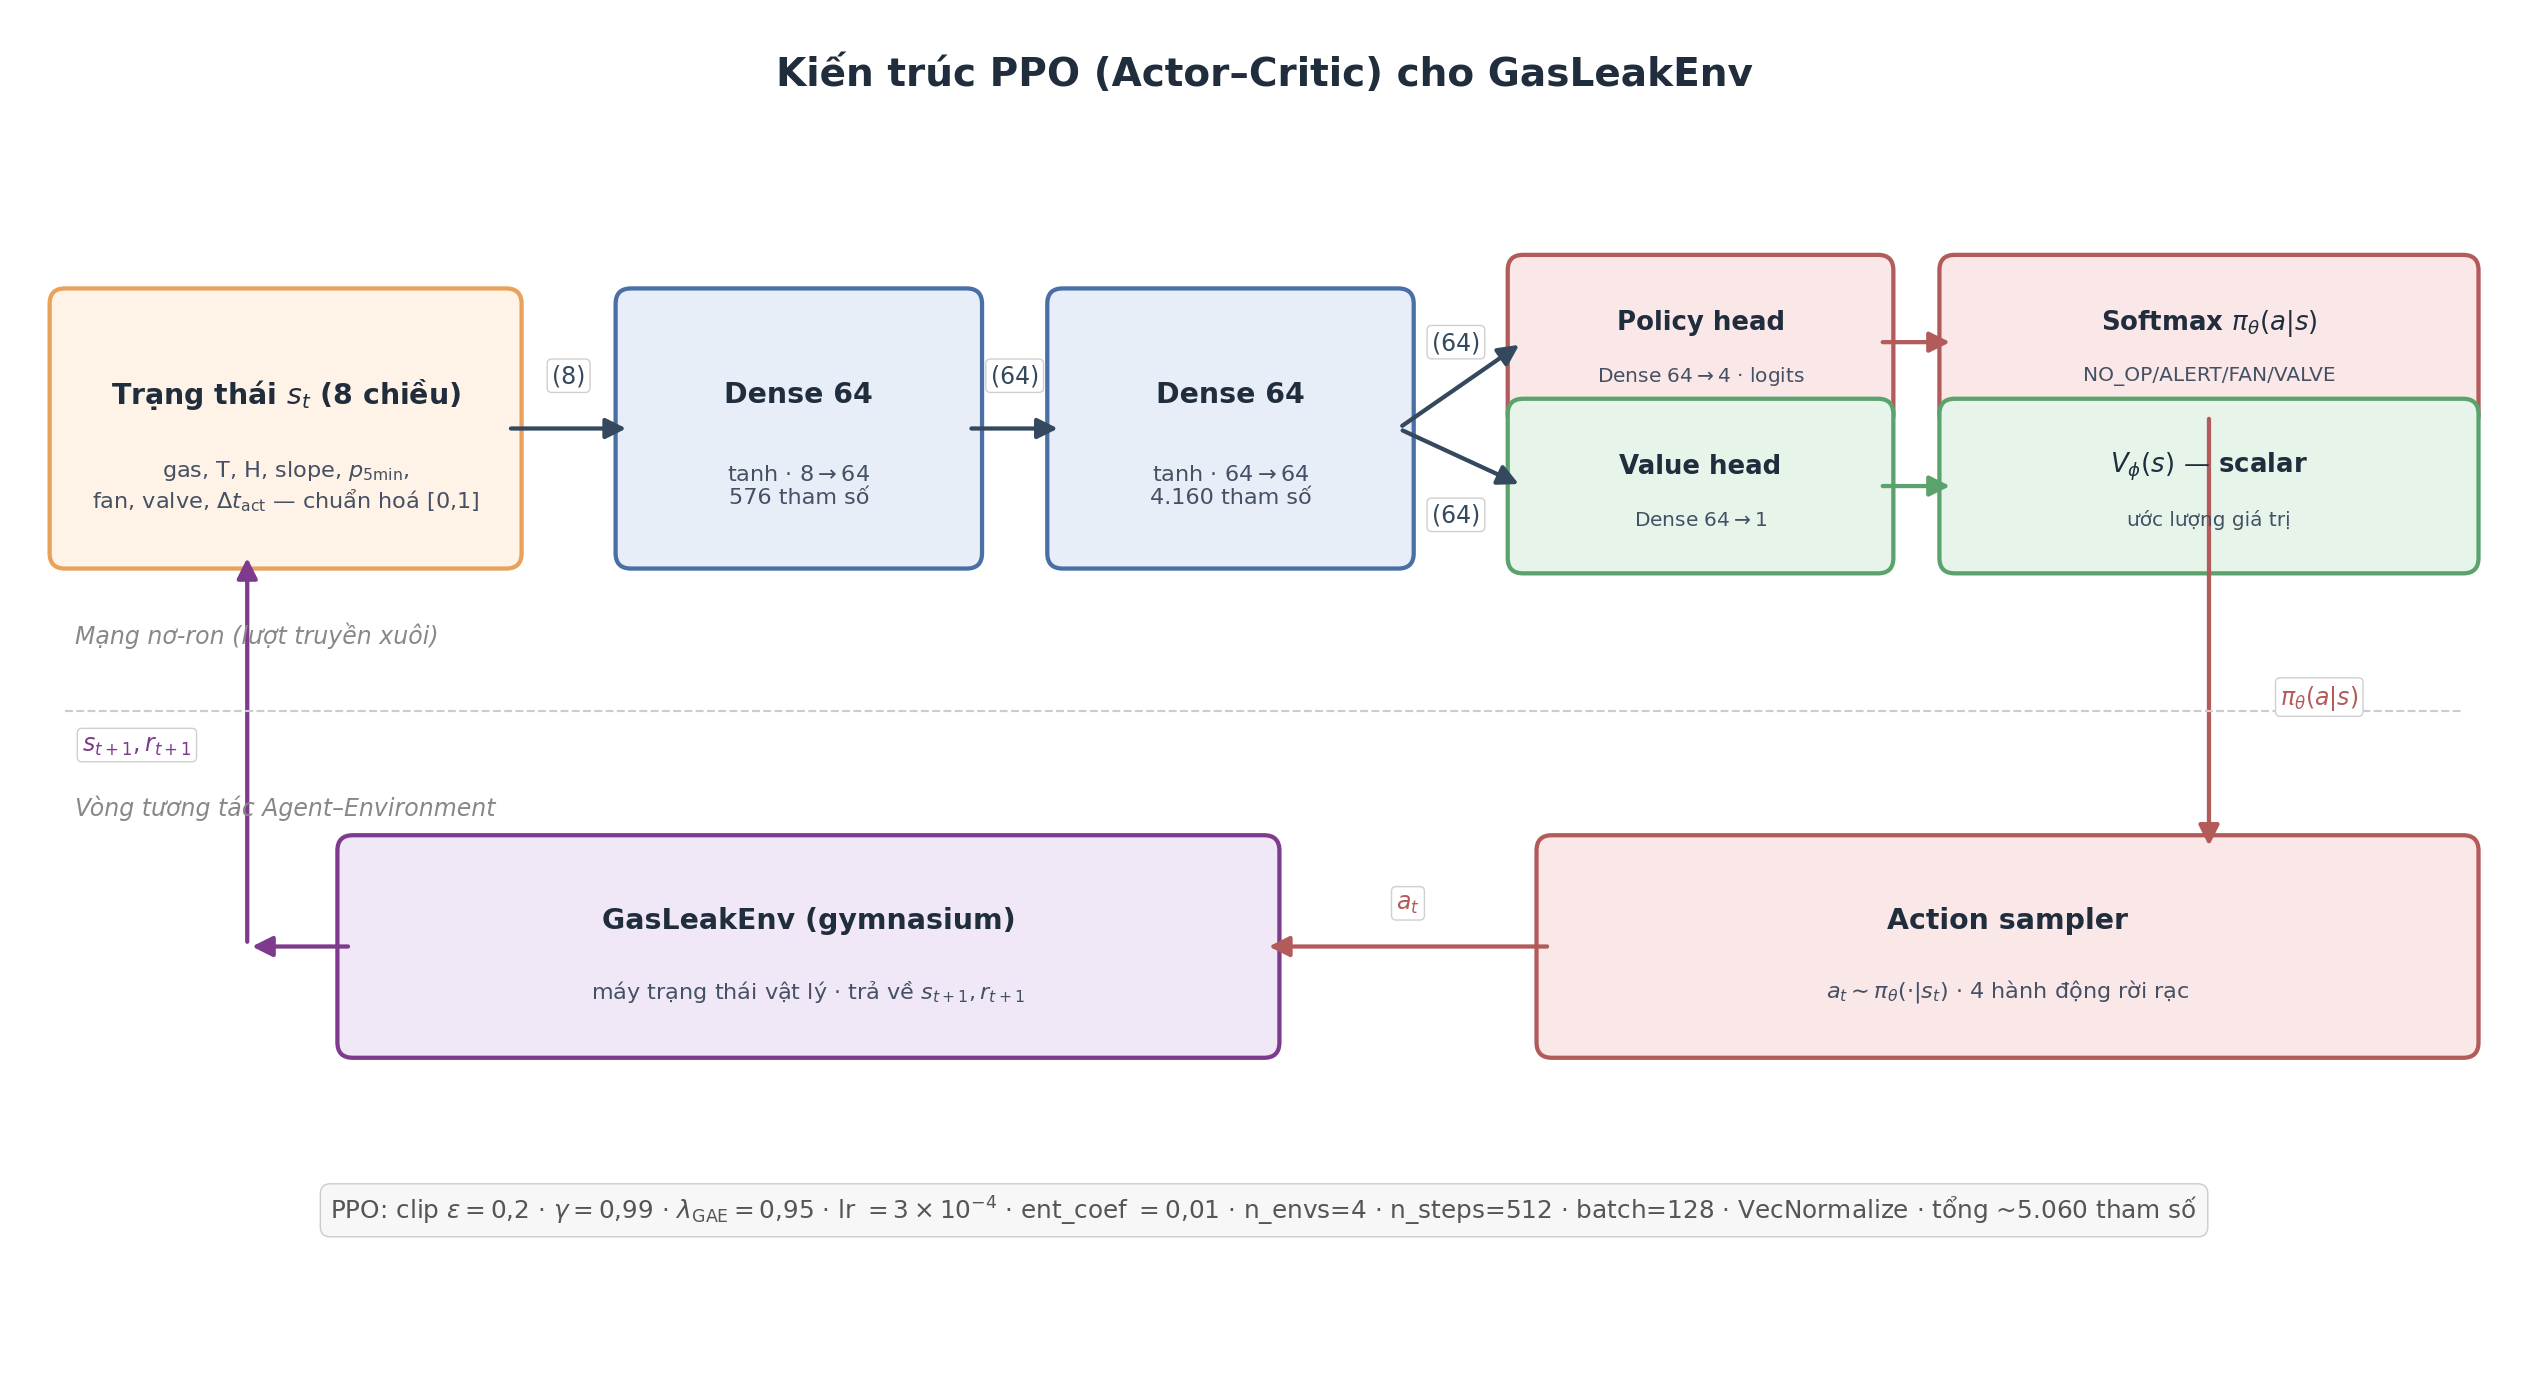 Kiến trúc PPO (Actor–Critic) cho GasLeakEnv
Trạng thái s_t (8 chiều)
gas, T, H, slope, p_5min,
fan, valve, Δt_act — chuẩn hoá [0,1]
(8)
Dense 64
tanh · 8→64
576 tham số
(64)
Dense 64
tanh · 64→64
4.160 tham số
(64)
(64)
Policy head
Dense 64→4 · logits
Softmax π_θ(a|s)
NO_OP/ALERT/FAN/VALVE
Value head
Dense 64→1
V_ϕ(s) — scalar
ước lượng giá trị
Mạng nơ-ron (lượt truyền xuôi)
π_θ(a|s)
s_{t+1}, r_{t+1}
Vòng tương tác Agent–Environment
GasLeakEnv (gymnasium)
máy trạng thái vật lý · trả về s_{t+1}, r_{t+1}
a_t
Action sampler
a_t ~ π_θ(·|s_t) · 4 hành động rời rạc
PPO: clip ε = 0,2 · γ = 0,99 · λ_GAE = 0,95 · lr = 3 × 10^{−4} · ent_coef = 0,01 · n_envs=4 · n_steps=512 · batch=128 · VecNormalize · tổng ~5.060 tham số